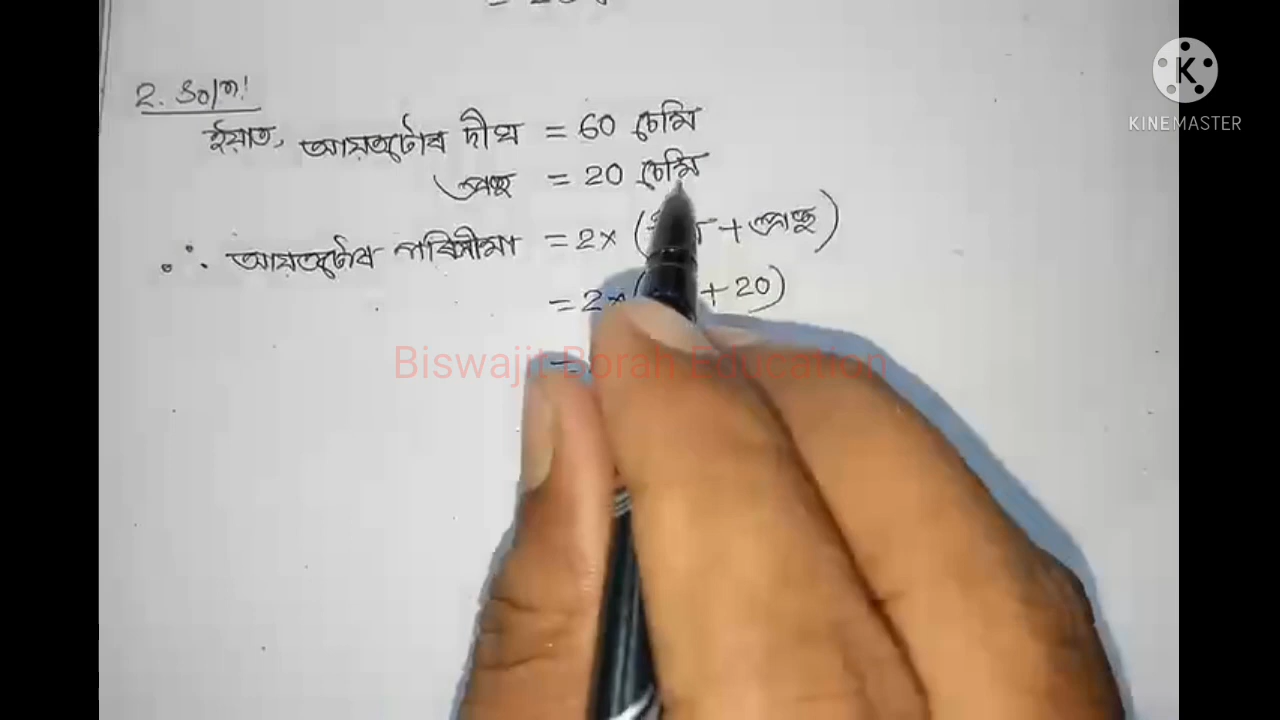 2. Solⁿ!
ইয়াত, আয়তটোৰ দীঘ = 60 চেমি
প্ৰস্থ = 20 চেমি
∴ আয়তটোৰ পৰিসীমা = 2× ( + প্ৰস্থ)
= 2× ( + 20)
=
Biswajit Borah Education
KINEMASTER